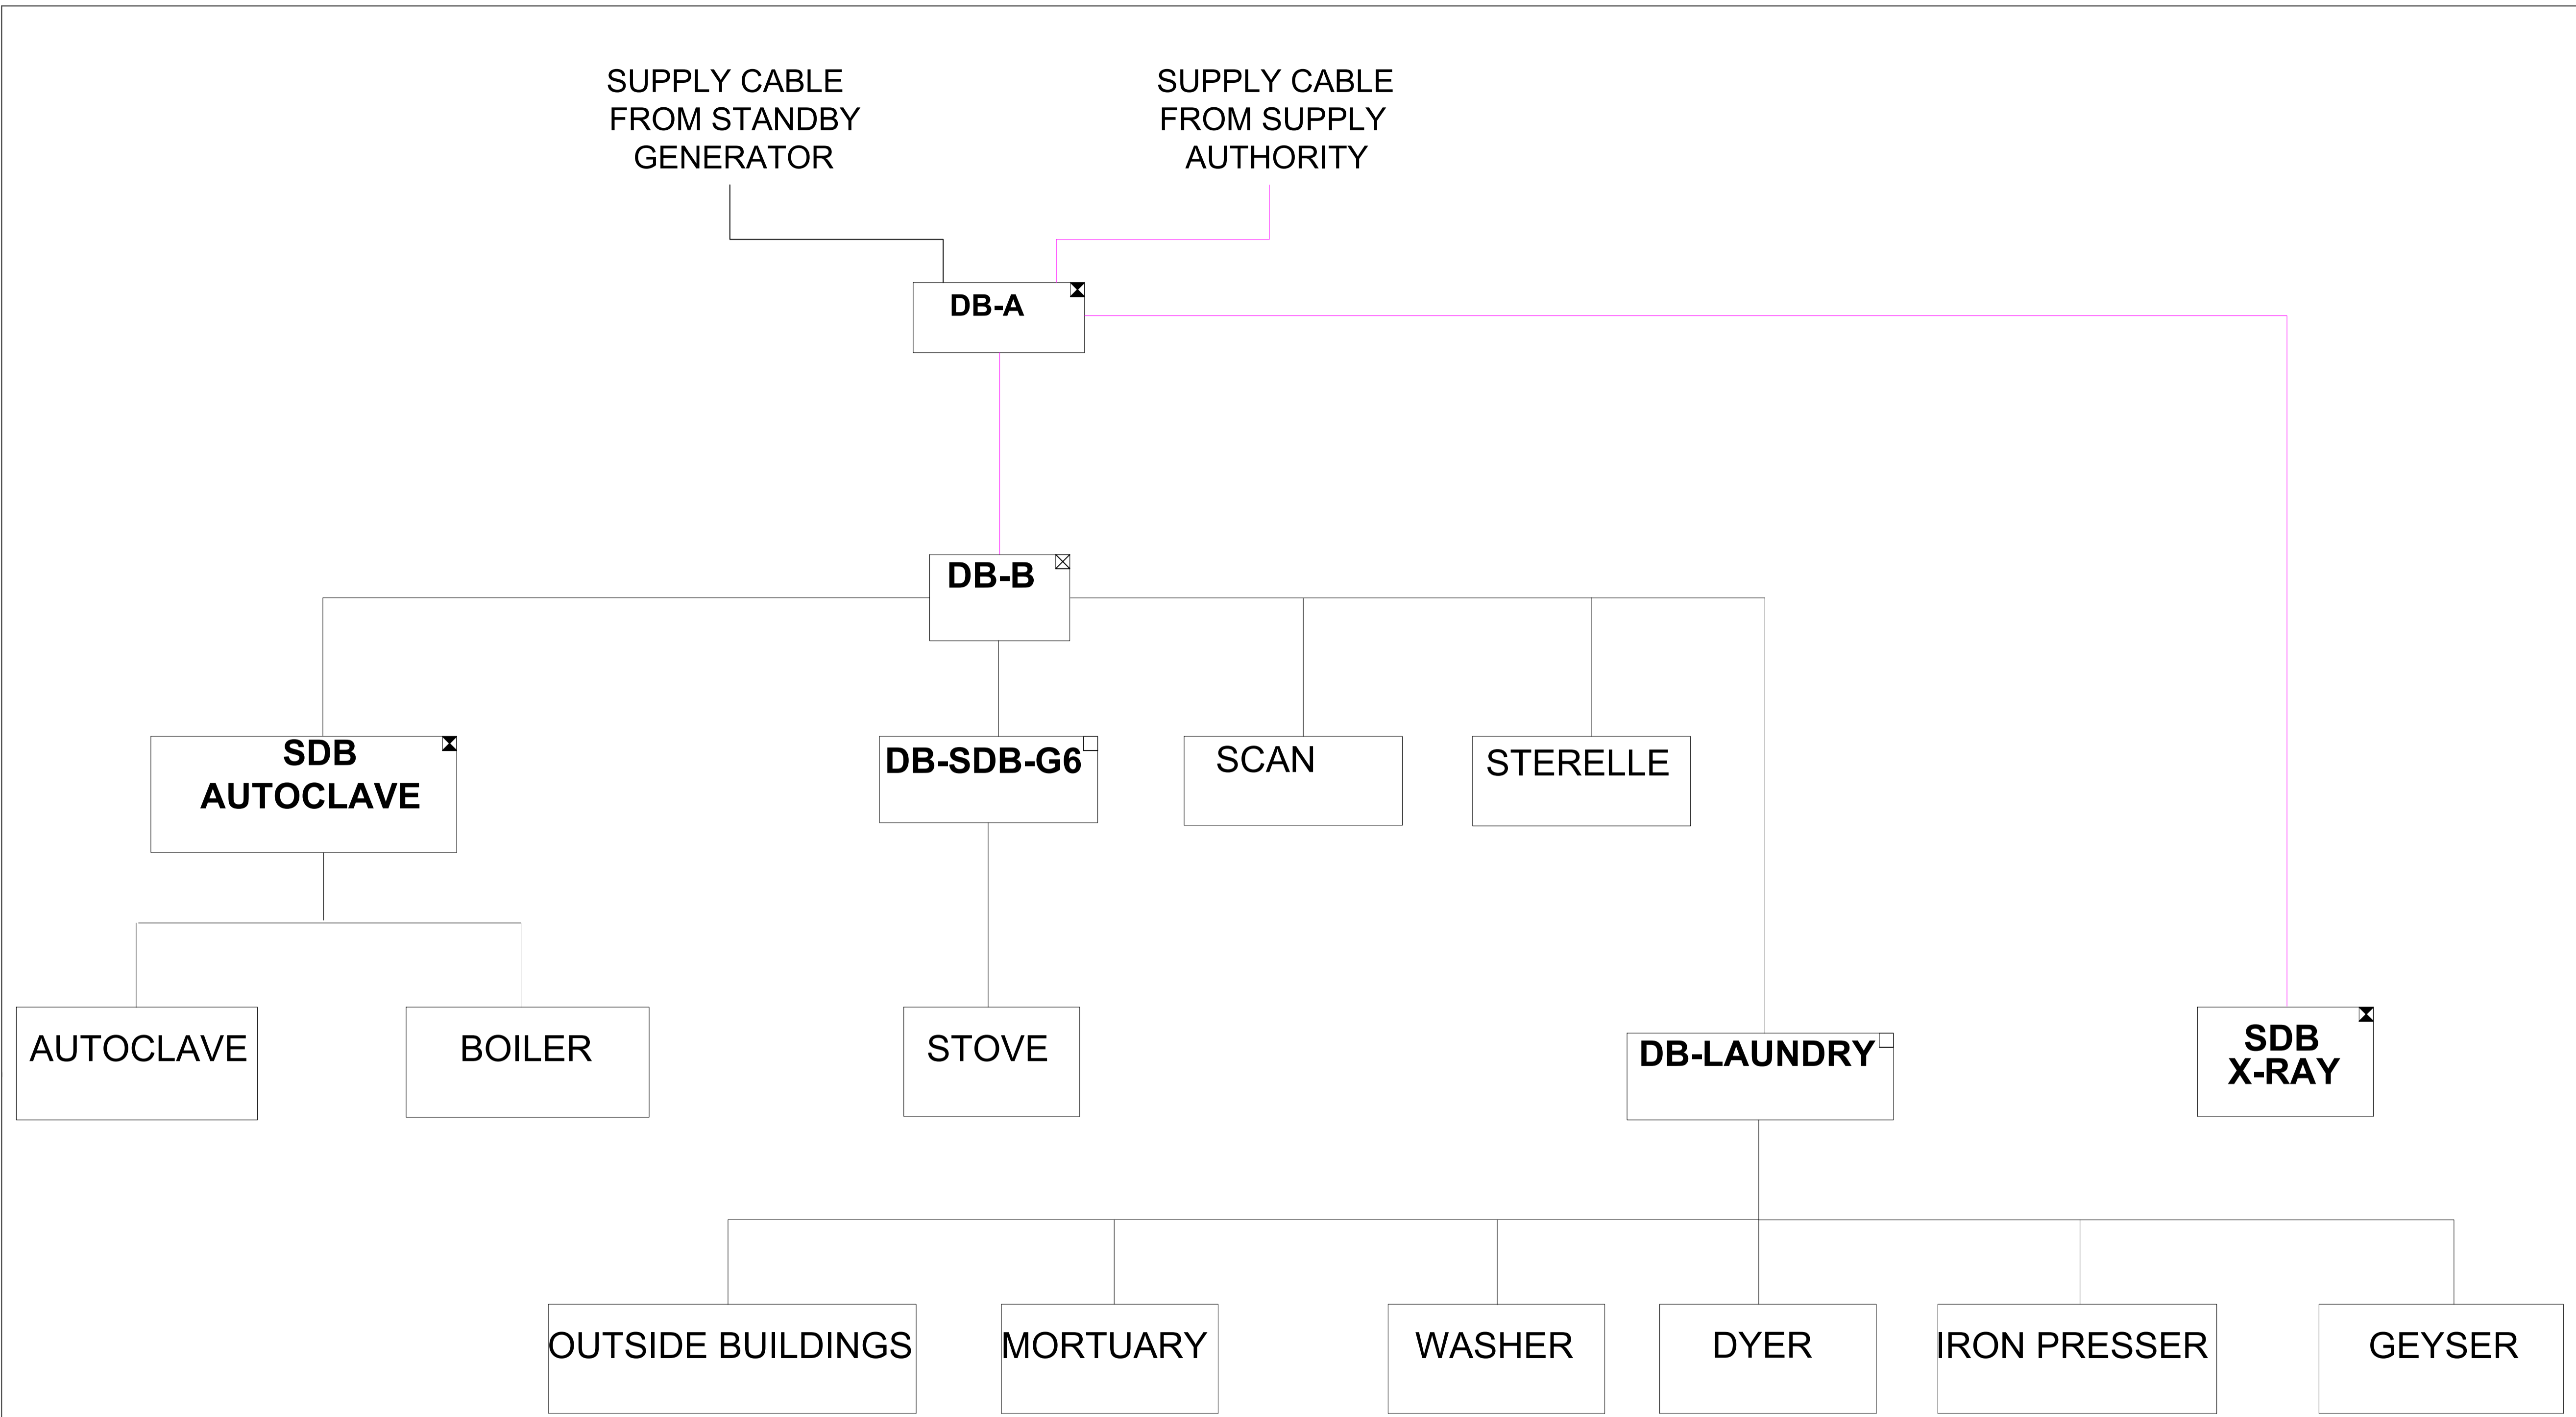 SUPPLY CABLE
FROM STANDBY
GENERATOR
SUPPLY CABLE
FROM SUPPLY
AUTHORITY
DB-A
DB-B
SDB
AUTOCLAVE
DB-SDB-G6
SCAN
STERELLE
AUTOCLAVE
BOILER
STOVE
DB-LAUNDRY
SDB
X-RAY
OUTSIDE BUILDINGS
MORTUARY
WASHER
DYER
IRON PRESSER
GEYSER